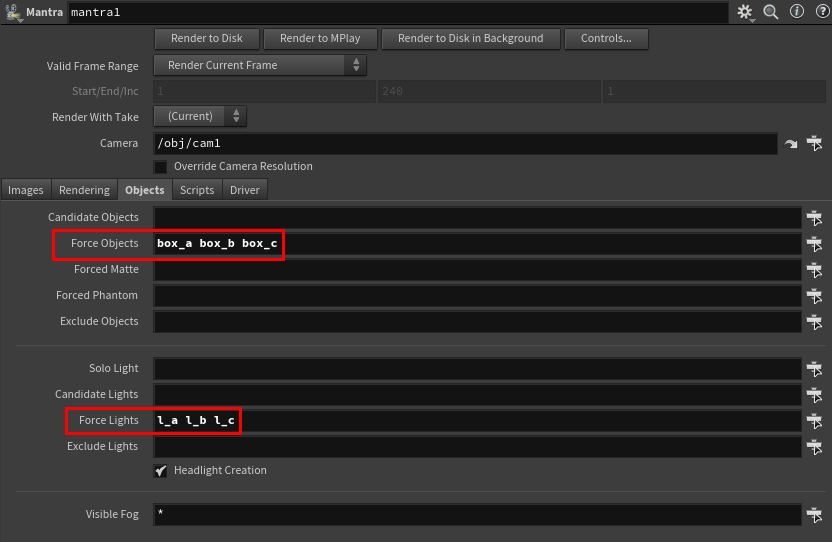 Mantra mantra1
Render to Disk Render to MPlay Render to Disk in Background Controls...
Valid Frame Range Render Current Frame
Start/End/Inc 1 240 1
Render With Take (Current)
Camera /obj/cam1
Override Camera Resolution
Images Rendering Objects Scripts Driver
Candidate Objects
Force Objects box_a box_b box_c
Forced Matte
Forced Phantom
Exclude Objects
Solo Light
Candidate Lights
Force Lights l_a l_b l_c
Exclude Lights
Headlight Creation
Visible Fog *